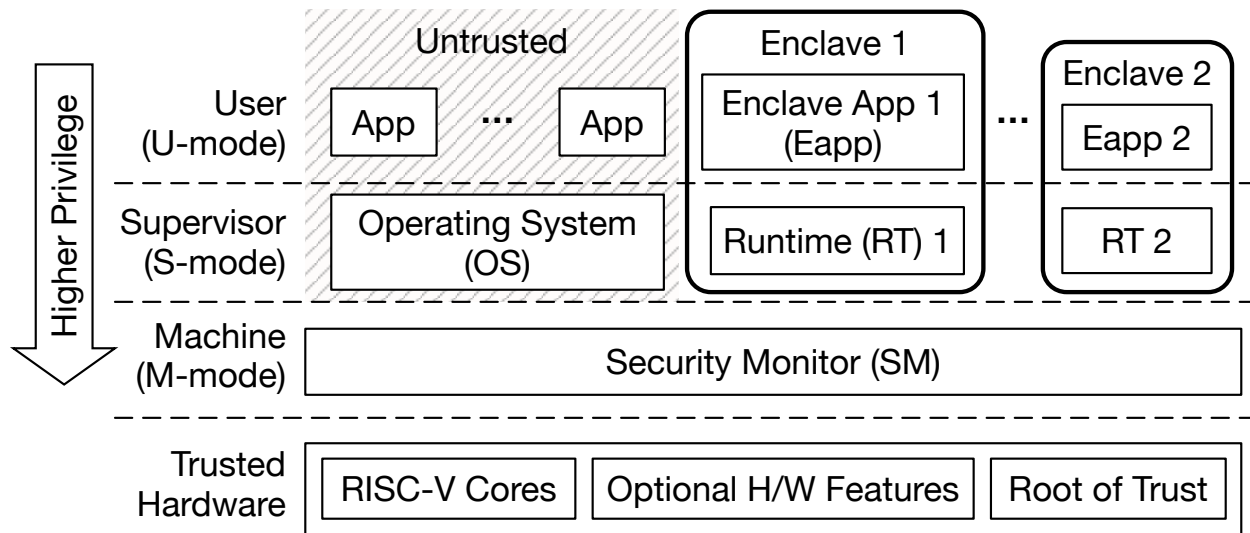 Higher Privilege
Untrusted
Enclave 1
Enclave 2
User
(U-mode)
App
...
App
Enclave App 1
(Eapp)
...
Eapp 2
Supervisor
(S-mode)
Operating System
(OS)
Runtime (RT) 1
RT 2
Machine
(M-mode)
Security Monitor (SM)
Trusted
Hardware
RISC-V Cores
Optional H/W Features
Root of Trust